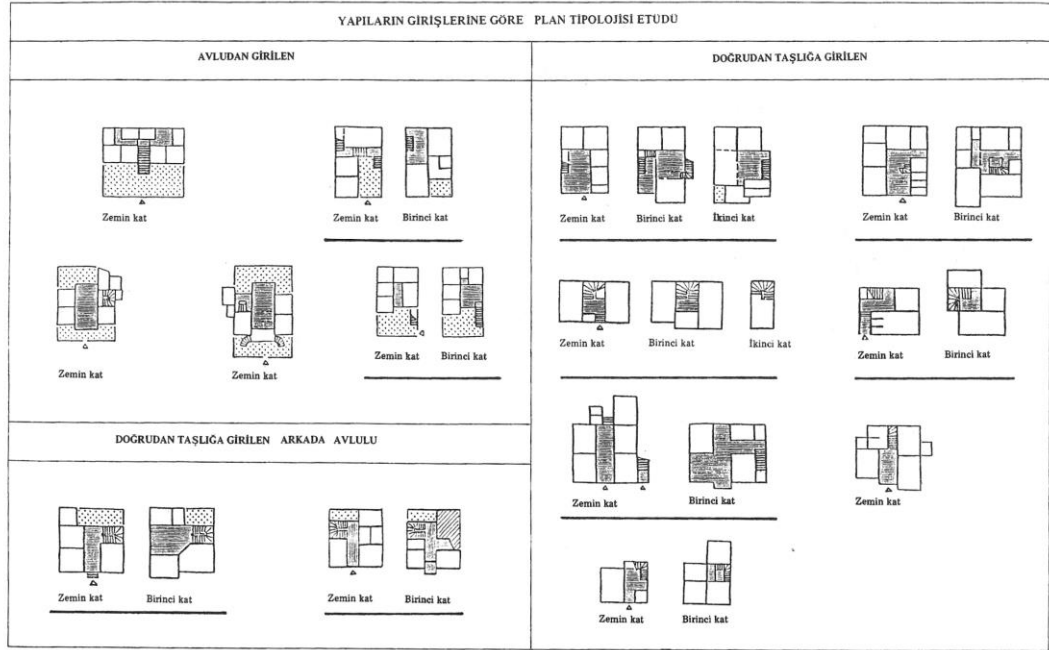 YAPILARIN GİRİŞLERİNE GÖRE PLAN TİPOLOJİSİ ETÜDÜ
AVLUDAN GİRİLEN
Zemin kat
Zemin kat Birinci kat
Zemin kat
Zemin kat
Zemin kat Birinci kat
DOĞRUDAN TAŞLIĞA GİRİLEN ARKADA AVLULU
Zemin kat Birinci kat
Zemin kat Birinci kat
DOĞRUDAN TAŞLIĞA GİRİLEN
Zemin kat Birinci kat İkinci kat
Zemin kat Birinci kat
Zemin kat Birinci kat İkinci kat
Zemin kat Birinci kat
Zemin kat Birinci kat
Zemin kat
Zemin kat Birinci kat